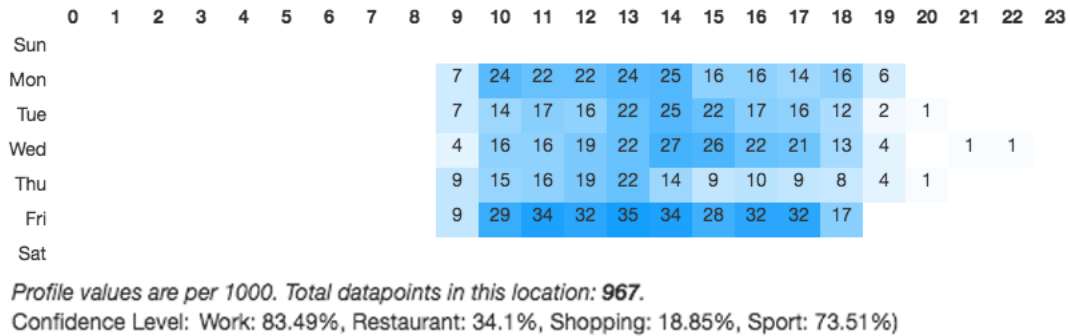 0 1 2 3 4 5 6 7 8 9 10 11 12 13 14 15 16 17 18 19 20 21 22 23
Sun
Mon 7 24 22 22 24 25 16 16 14 16 6
Tue 7 14 17 16 22 25 22 17 16 12 2 1
Wed 4 16 16 19 22 27 26 22 21 13 4 1 1
Thu 9 15 16 19 22 14 9 10 9 8 4 1
Fri 9 29 34 32 35 34 28 32 32 17
Sat
Profile values are per 1000. Total datapoints in this location: 967.
Confidence Level: Work: 83.49%, Restaurant: 34.1%, Shopping: 18.85%, Sport: 73.51%)